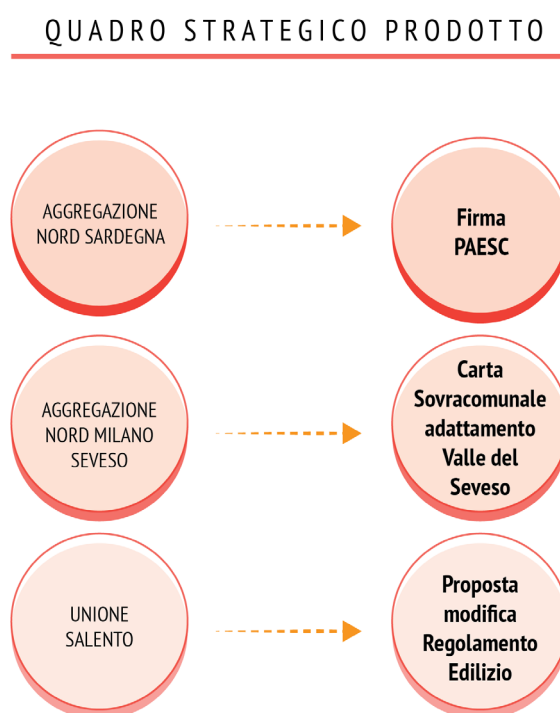 QUADRO STRATEGICO PRODOTTO
AGGREGAZIONE
NORD SARDEGNA
Firma
PAESC
AGGREGAZIONE
NORD MILANO
SEVESO
Carta
Sovracomunale
adattamento
Valle del
Seveso
UNIONE
SALENTO
Proposta
modifica
Regolamento
Edilizio